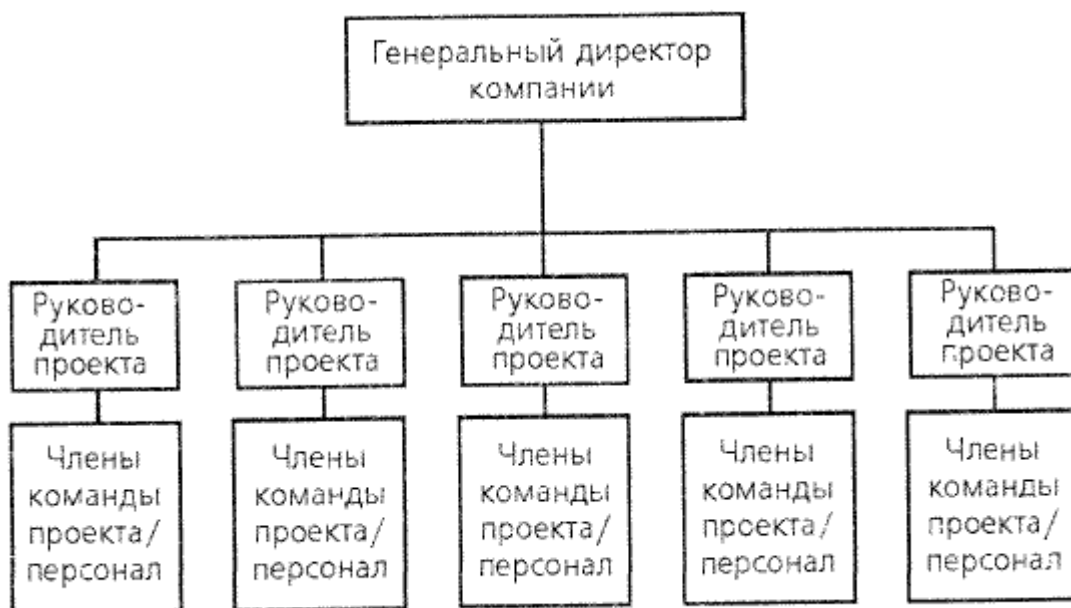 Генеральный директор
компании
Руково-
дитель
проекта
Руково-
дитель
проекта
Руково-
дитель
проекта
Руково-
дитель
проекта
Руково-
дитель
проекта
Члены
команды
проекта/
персонал
Члены
команды
проекта/
персонал
Члены
команды
проекта/
персонал
Члены
команды
проекта/
персонал
Члены
команды
проекта/
персонал